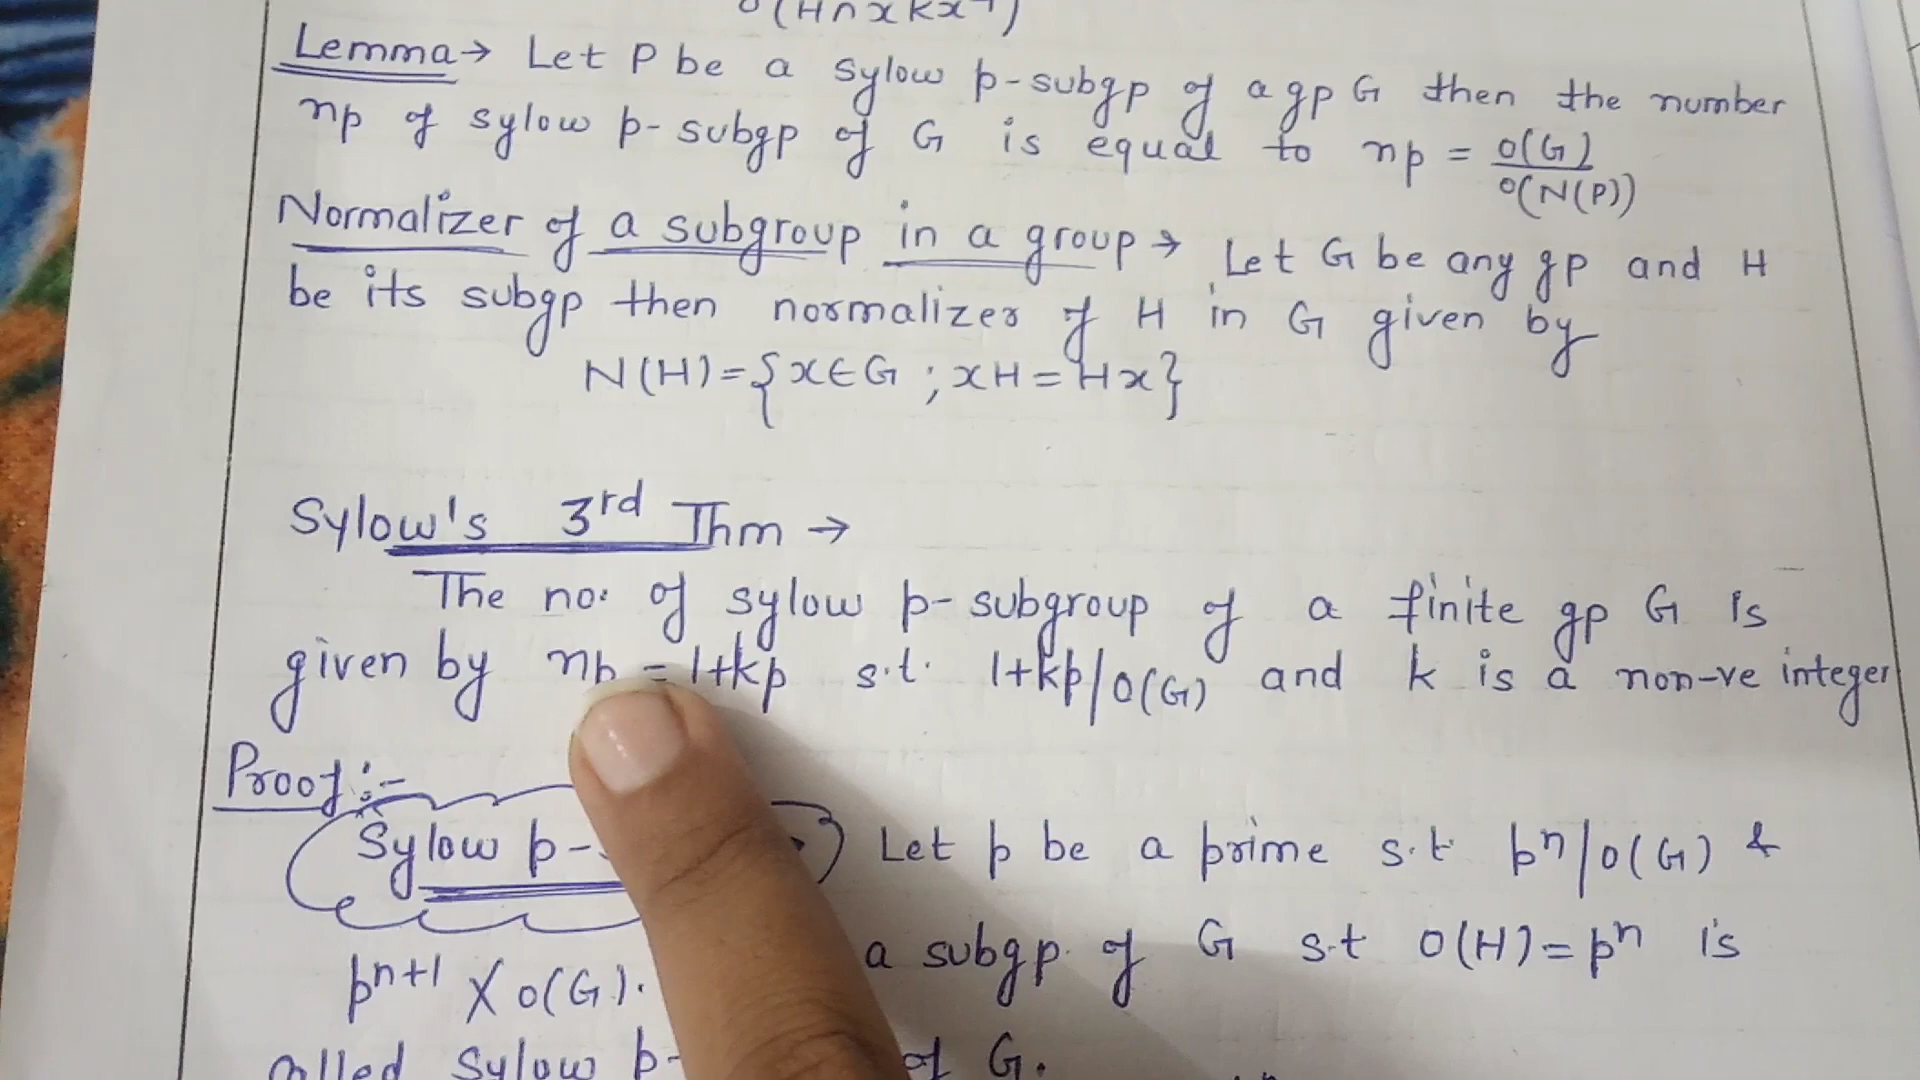 o(H∩xkx⁻¹)
Lemma→ Let P be a sylow p-subgp of a gp G then the number
np of sylow p-subgp of G is equal to np = o(G)/o(N(P))
Normalizer of a subgroup in a group→ Let G be any gp and H
be its subgp then normalizer of H in G given by
N(H)={x∈G ; xH=Hx}
Sylow's 3rd Thm →
The no. of sylow p-subgroup of a finite gp G is
given by np=1+kp s.t. 1+kp/o(G) and k is a non-ve integer
Proof:-
Sylow p- Let p be a prime s.t. pⁿ/o(G) &
pⁿ⁺¹ ∤ o(G). a subgp. of G s.t O(H)=pⁿ is
called Sylow p- of G.